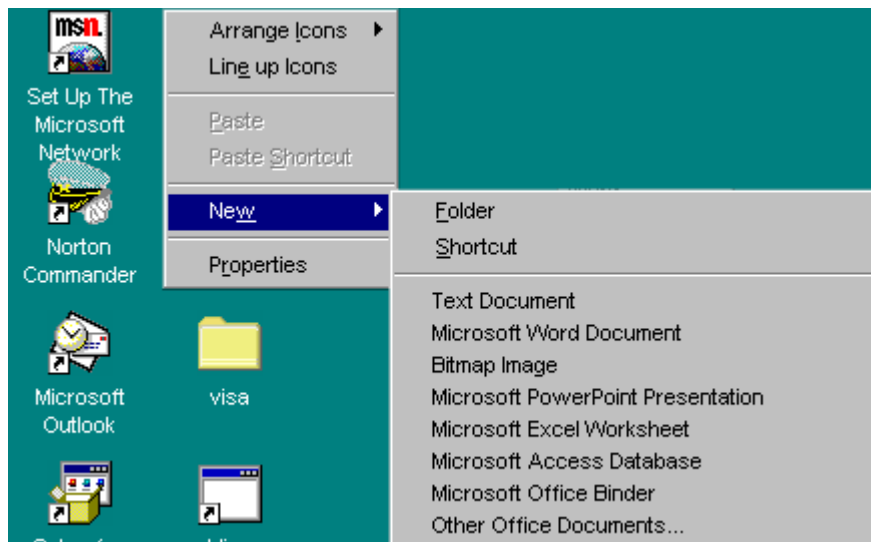 msn.
Set Up The
Microsoft
Network
Norton
Commander
Microsoft
Outlook
visa
Arrange Icons
Line up Icons
Paste
Paste Shortcut
New
Properties
Folder
Shortcut
Text Document
Microsoft Word Document
Bitmap Image
Microsoft PowerPoint Presentation
Microsoft Excel Worksheet
Microsoft Access Database
Microsoft Office Binder
Other Office Documents...